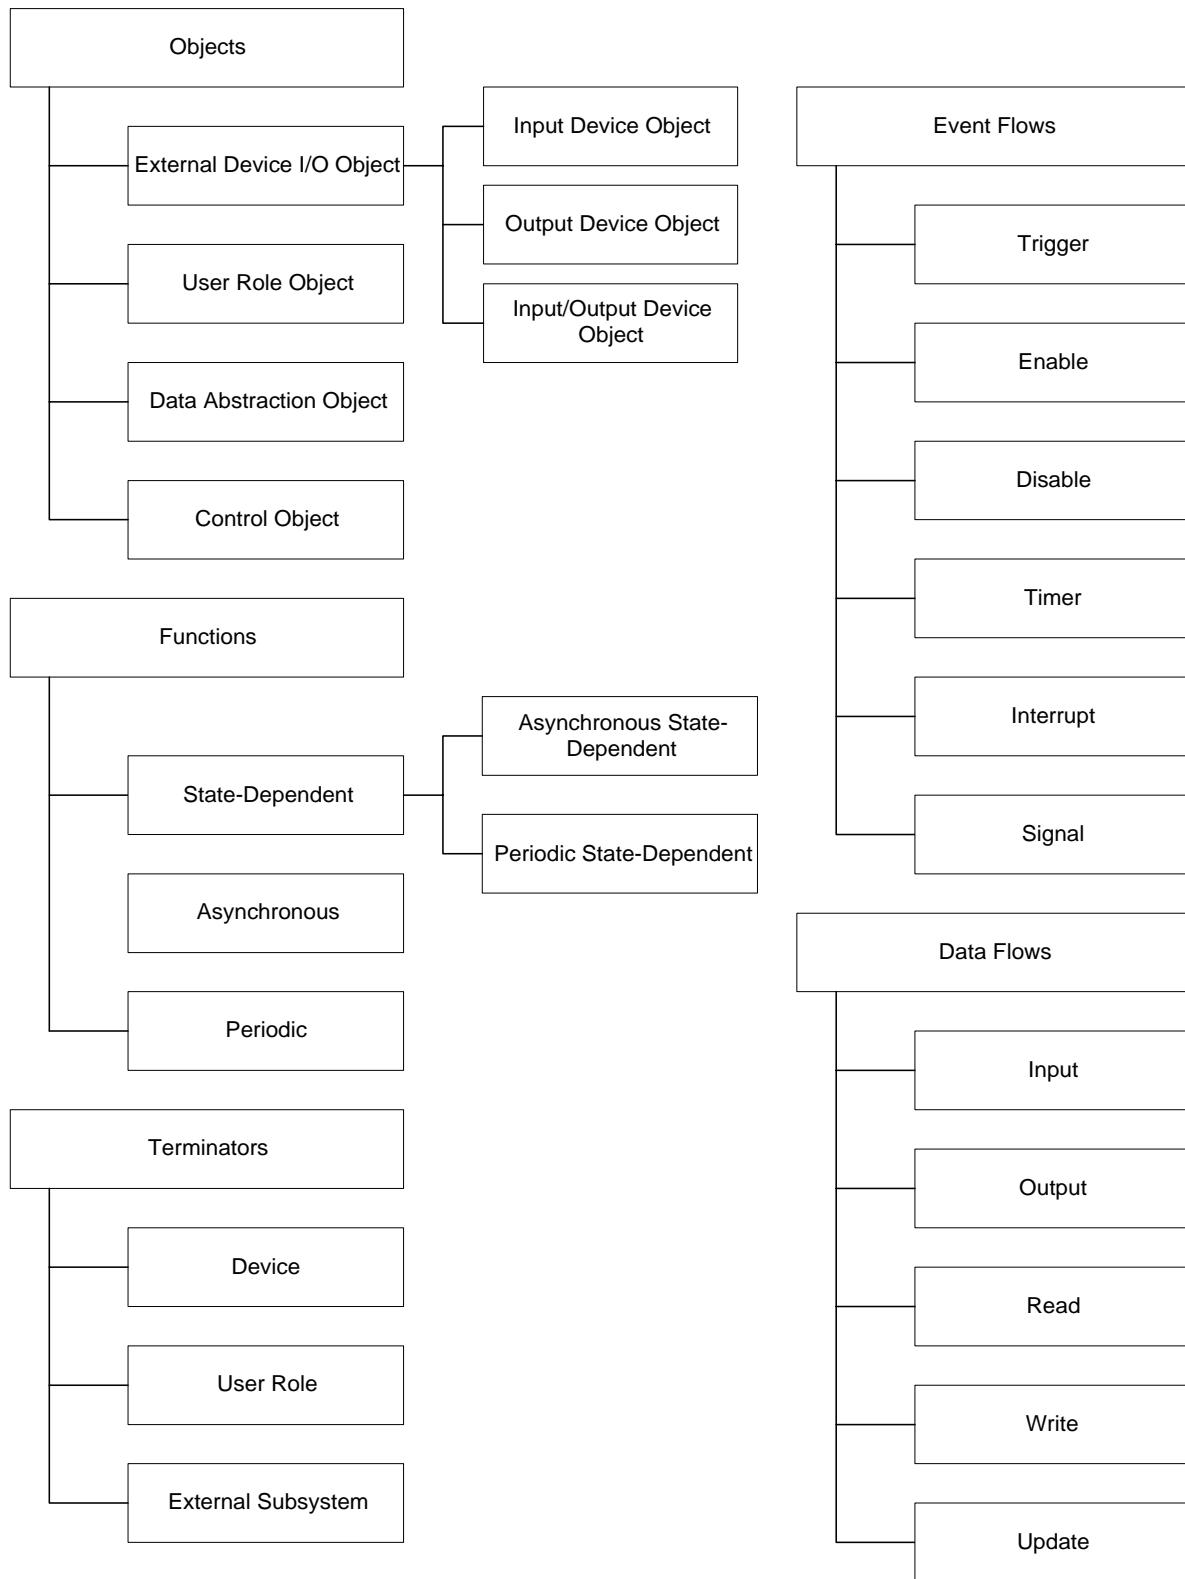 Objects
External Device I/O Object
Input Device Object
Output Device Object
Input/Output Device
Object
User Role Object
Data Abstraction Object
Control Object
Functions
State-Dependent
Asynchronous State-
Dependent
Periodic State-Dependent
Asynchronous
Periodic
Terminators
Device
User Role
External Subsystem
Event Flows
Trigger
Enable
Disable
Timer
Interrupt
Signal
Data Flows
Input
Output
Read
Write
Update